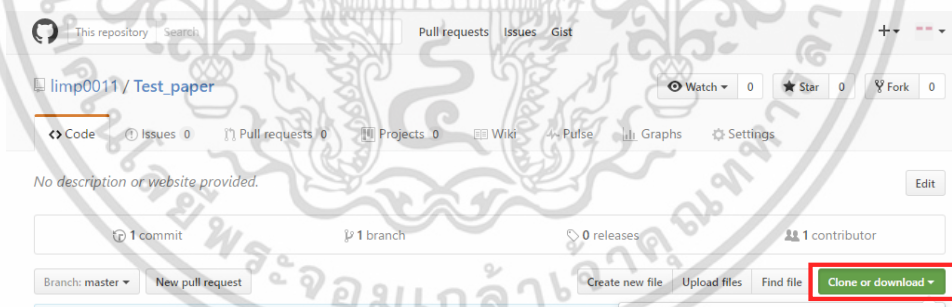 This repository Search Pull requests Issues Gist
limp0011 / Test_paper Watch 0 Star 0 Fork 0
Code Issues 0 Pull requests 0 Projects 0 Wiki Pulse Graphs Settings
No description or website provided. Edit
1 commit 1 branch 0 releases 1 contributor
Branch: master New pull request Create new file Upload files Find file Clone or download